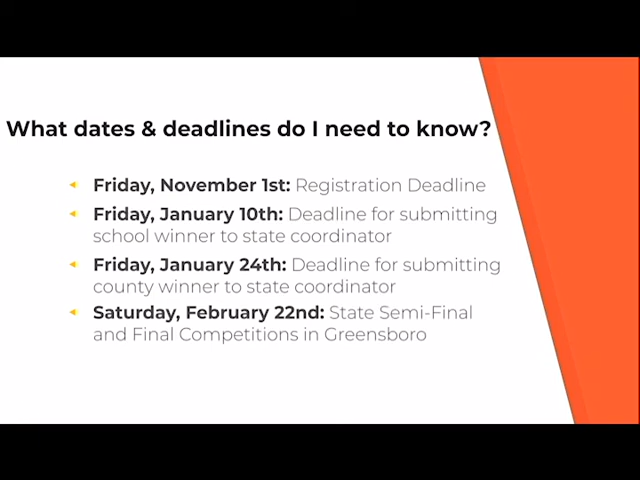 What dates & deadlines do I need to know?
Friday, November 1st: Registration Deadline
Friday, January 10th: Deadline for submitting
school winner to state coordinator
Friday, January 24th: Deadline for submitting
county winner to state coordinator
Saturday, February 22nd: State Semi-Final
and Final Competitions in Greensboro